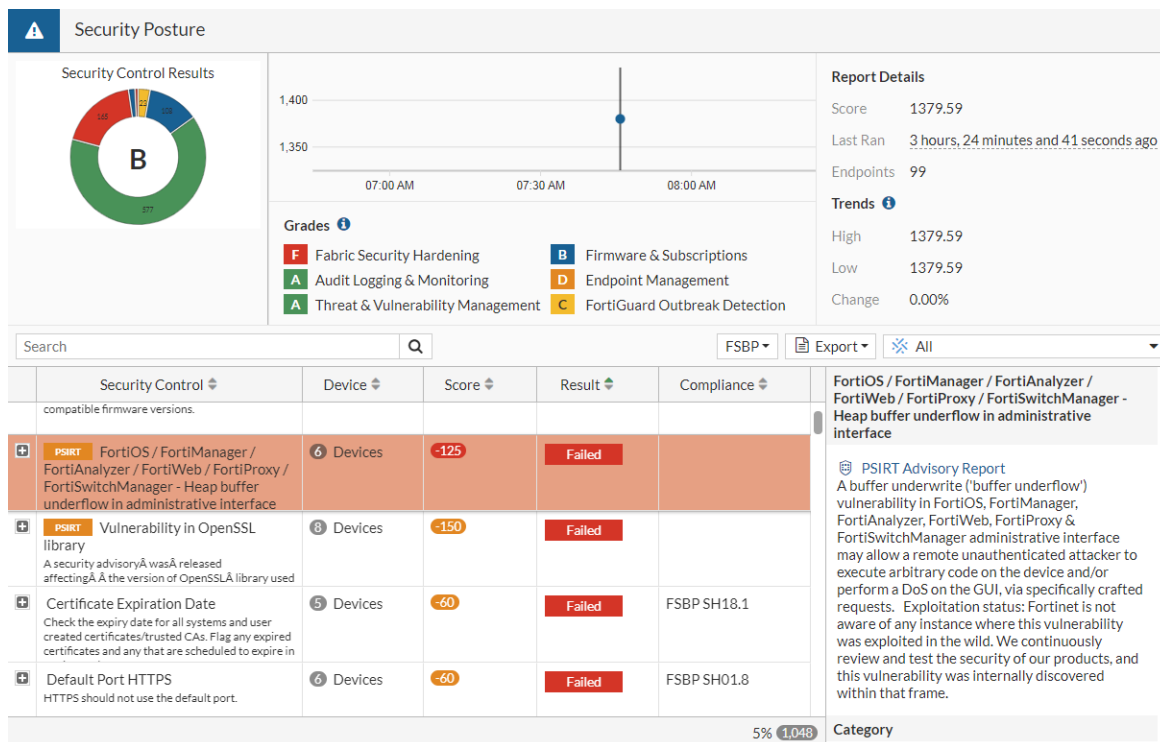 Security Posture
Security Control Results
23
108
165
577
B
1,400
1,350
07:00 AM
07:30 AM
08:00 AM
Report Details
Score 1379.59
Last Ran 3 hours, 24 minutes and 41 seconds ago
Endpoints 99
Trends
High 1379.59
Low 1379.59
Change 0.00%
Grades
F Fabric Security Hardening
A Audit Logging & Monitoring
A Threat & Vulnerability Management
B Firmware & Subscriptions
D Endpoint Management
C FortiGuard Outbreak Detection
Search
FSBP
Export
All
Security Control Device Score Result Compliance
compatible firmware versions.
PSIRT FortiOS / FortiManager /
FortiAnalyzer / FortiWeb / FortiProxy /
FortiSwitchManager - Heap buffer
underflow in administrative interface
6 Devices
-125
Failed
PSIRT Vulnerability in OpenSSL
library
A security advisoryÂ wasÂ released
affectingÂ Â the version of OpenSSLÂ library used
8 Devices
-150
Failed
Certificate Expiration Date
Check the expiry date for all systems and user
created certificates/trusted CAs. Flag any expired
certificates and any that are scheduled to expire in
5 Devices
-60
Failed
FSBP SH18.1
Default Port HTTPS
HTTPS should not use the default port.
6 Devices
-60
Failed
FSBP SH01.8
5% 1,048
FortiOS / FortiManager / FortiAnalyzer /
FortiWeb / FortiProxy / FortiSwitchManager -
Heap buffer underflow in administrative
interface
PSIRT Advisory Report
A buffer underwrite ('buffer underflow')
vulnerability in FortiOS, FortiManager,
FortiAnalyzer, FortiWeb, FortiProxy &
FortiSwitchManager administrative interface
may allow a remote unauthenticated attacker to
execute arbitrary code on the device and/or
perform a DoS on the GUI, via specifically crafted
requests. Exploitation status: Fortinet is not
aware of any instance where this vulnerability
was exploited in the wild. We continuously
review and test the security of our products, and
this vulnerability was internally discovered
within that frame.
Category